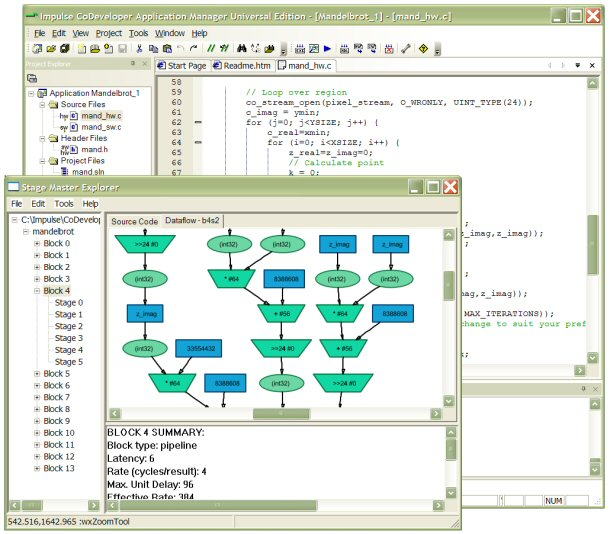 Impulse CoDeveloper Application Manager Universal Edition - [Mandelbrot_1] - [mand_hw.c]
File Edit View Project Tools Window Help
Project Explorer
Start Page Readme.htm mand_hw.c
Application Mandelbrot_1
Source Files
mand_hw.c
mand_sw.c
Header Files
mand.h
Project Files
mand.sln
58
59 // Loop over region
60 co_stream_open(pixel_stream, O_WRONLY, UINT_TYPE(24));
61 c_imag = ymin;
62 for (j=0; j<YSIZE; j++) {
63 c_real=xmin;
64 for (i=0; i<XSIZE; i++) {
65 z_real=z_imag=0;
66 // Calculate point
67 k = 0;
z_imag,z_imag));
mag,z_imag));
MAX_ITERATIONS));
change to suit your pref
NUM
Stage Master Explorer
File Edit Tools Help
C:\Impulse\CoDevelop
mandelbrot
Block 0
Block 1
Block 2
Block 3
Block 4
Stage 0
Stage 1
Stage 2
Stage 3
Stage 4
Stage 5
Block 5
Block 6
Block 7
Block 8
Block 9
Block 10
Block 11
Block 12
Block 13
Source Code Dataflow - b4s2
>>24 #0 (int32) (int32) z_imag z_imag
(int32) * #64 8388608 (int32) (int32)
z_imag + #56 * #64 8388608
(int32) 33554432 >>24 #0 + #56
* #64 8388608 (int32) >>24 #0
BLOCK 4 SUMMARY:
Block type: pipeline
Latency: 6
Rate (cycles/result): 4
Max. Unit Delay: 96
Effective Rate: 384
542.516,1642.965 :wxZoomTool